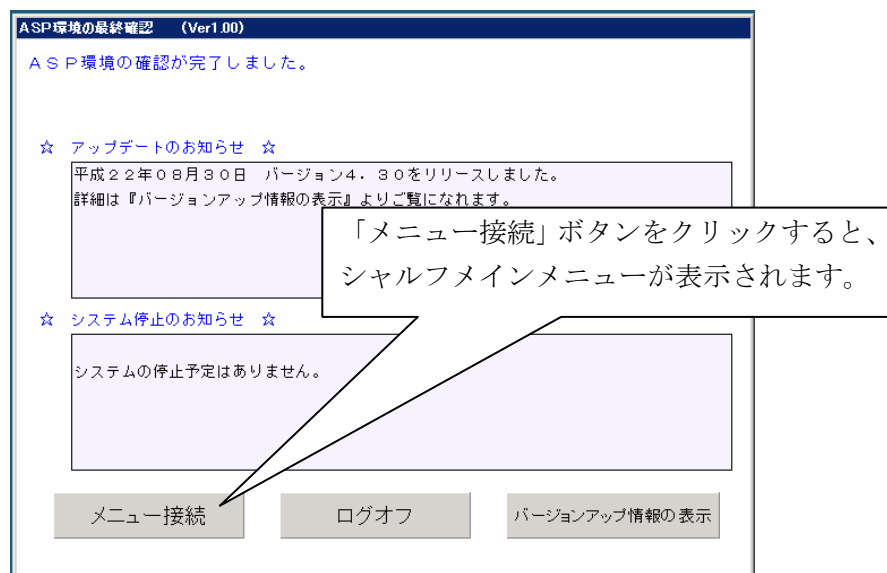 ASP環境の最終確認　(Ver1.00)
ＡＳＰ環境の確認が完了しました。
☆　アップデートのお知らせ　☆
平成２２年０８月３０日　バージョン４．３０をリリースしました。
詳細は『バージョンアップ情報の表示』よりご覧になれます。
「メニュー接続」ボタンをクリックすると、
シャルフメインメニューが表示されます。
☆　システム停止のお知らせ　☆
システムの停止予定はありません。
メニュー接続
ログオフ
バージョンアップ情報の表示